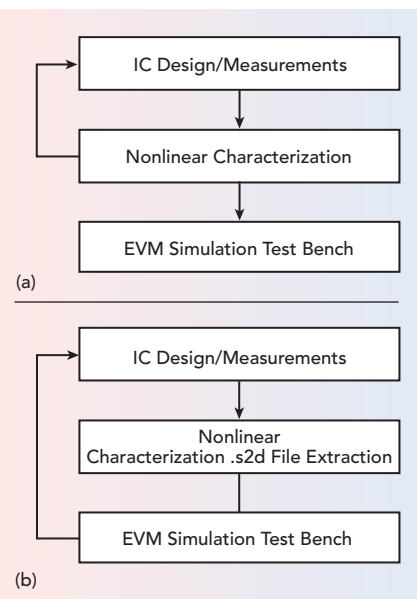 IC Design/Measurements
Nonlinear Characterization
EVM Simulation Test Bench
(a)
IC Design/Measurements
Nonlinear
Characterization .s2d File Extraction
EVM Simulation Test Bench
(b)